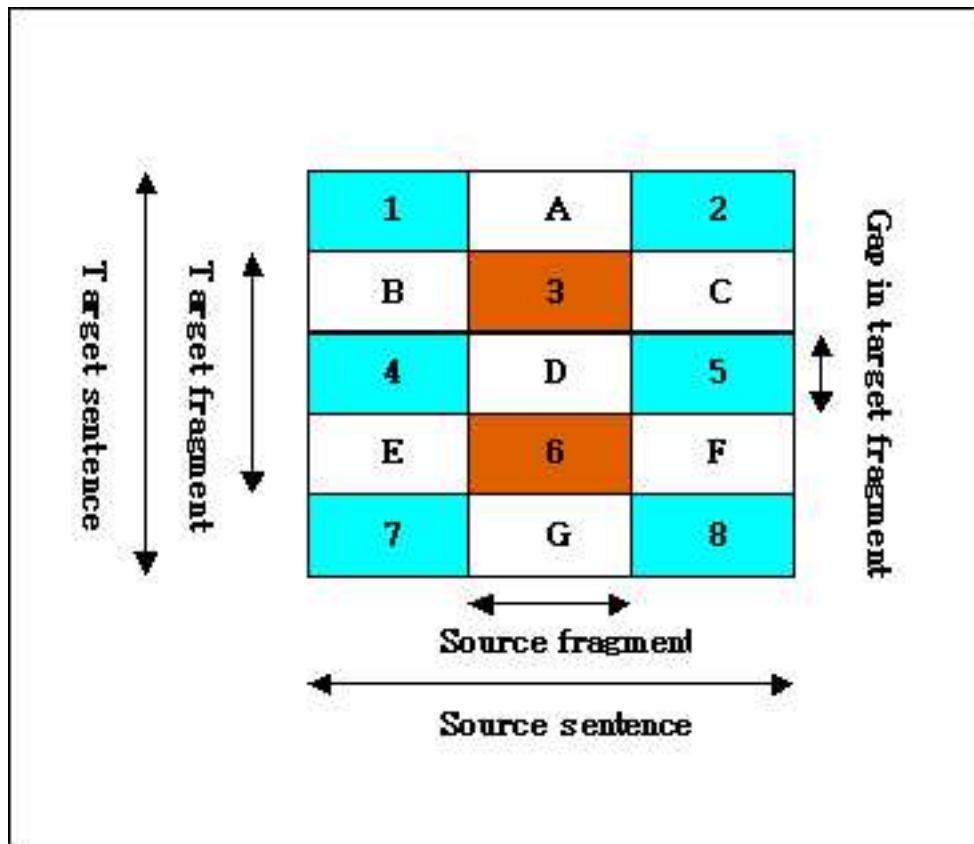 Target sentence
Target fragment
1 A 2
B 3 C
4 D 5
E 6 F
7 G 8
Gap in target fragment
Source fragment
Source sentence